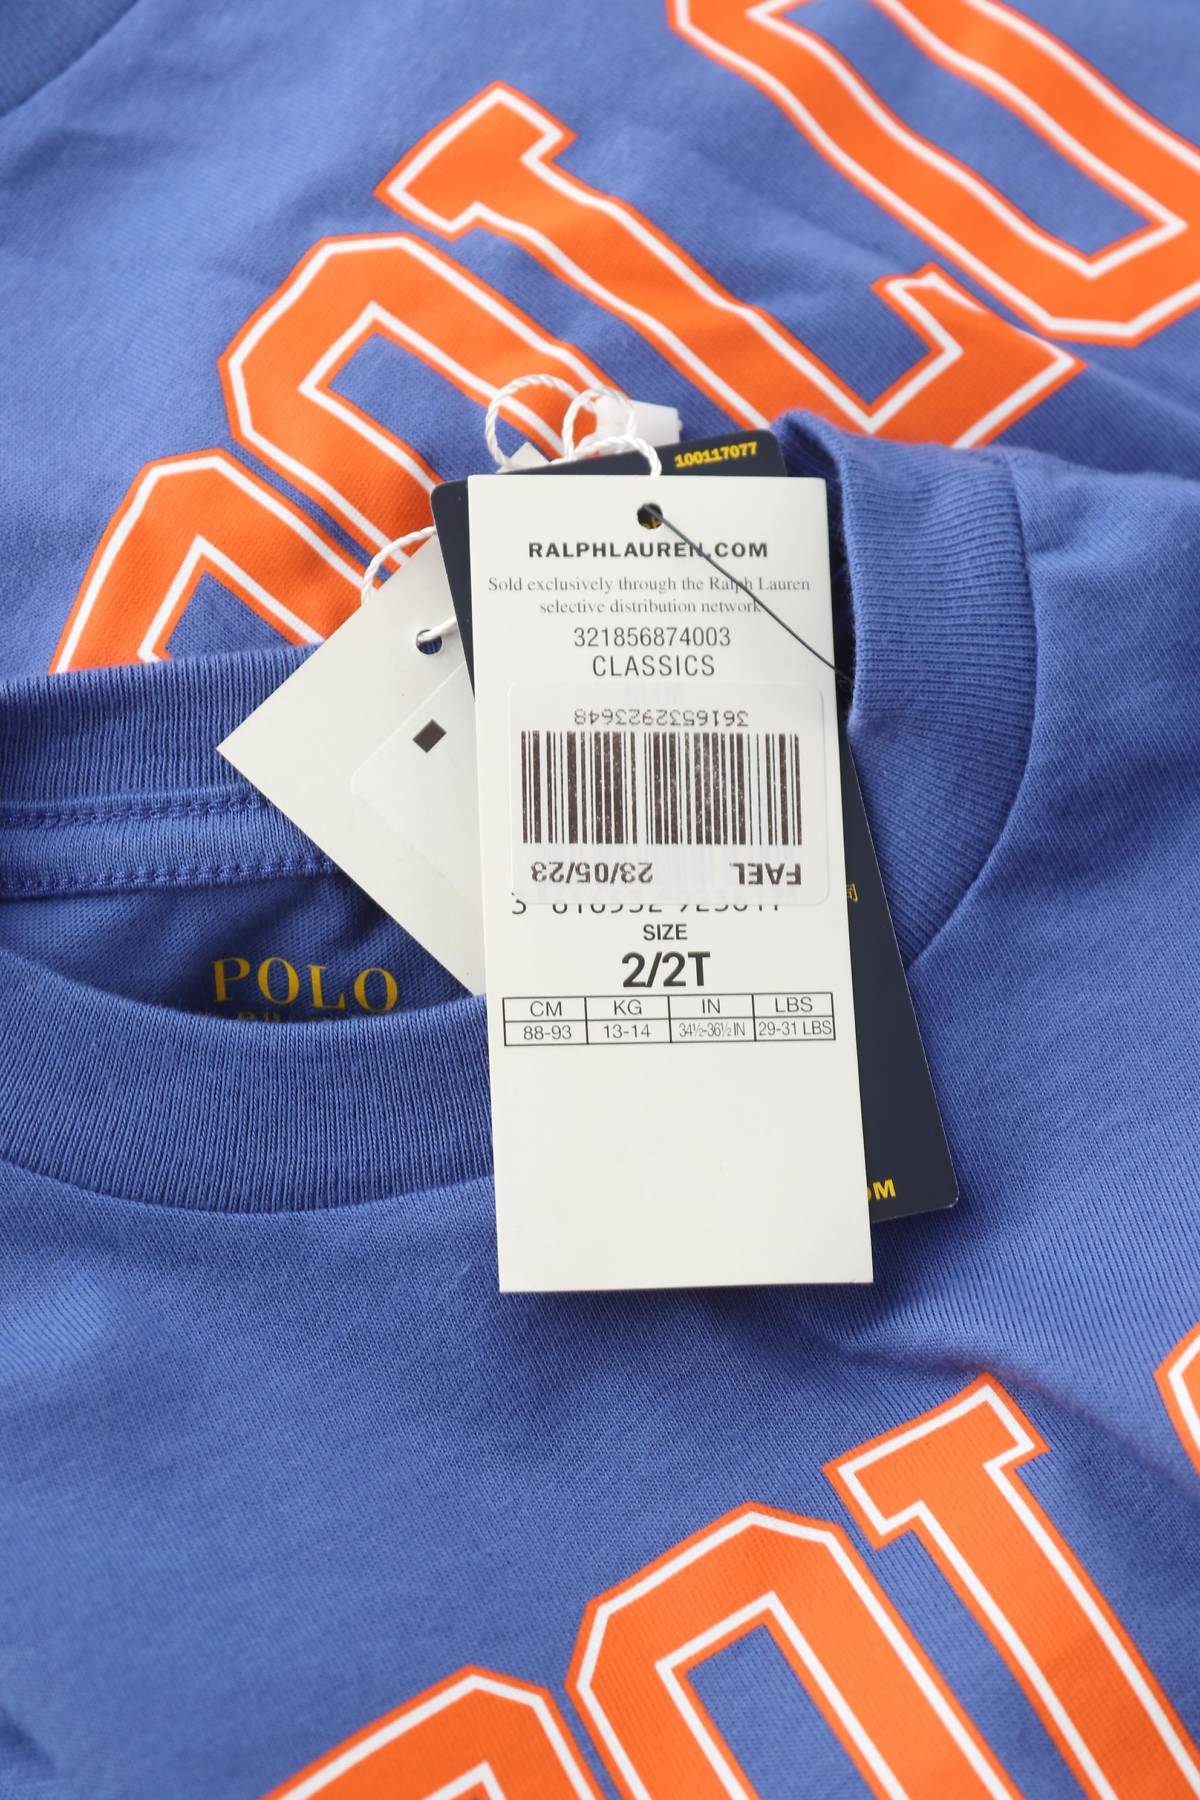 POLO
100117077
RALPHLAUREN.COM
Sold exclusively through the Ralph Lauren
selective distribution network
321856874003
CLASSICS
3616532923648
FAEL 23/05/23
SIZE
2/2T
CM KG IN LBS
88-93 13-14 34½-36½ IN 29-31 LBS
POLO